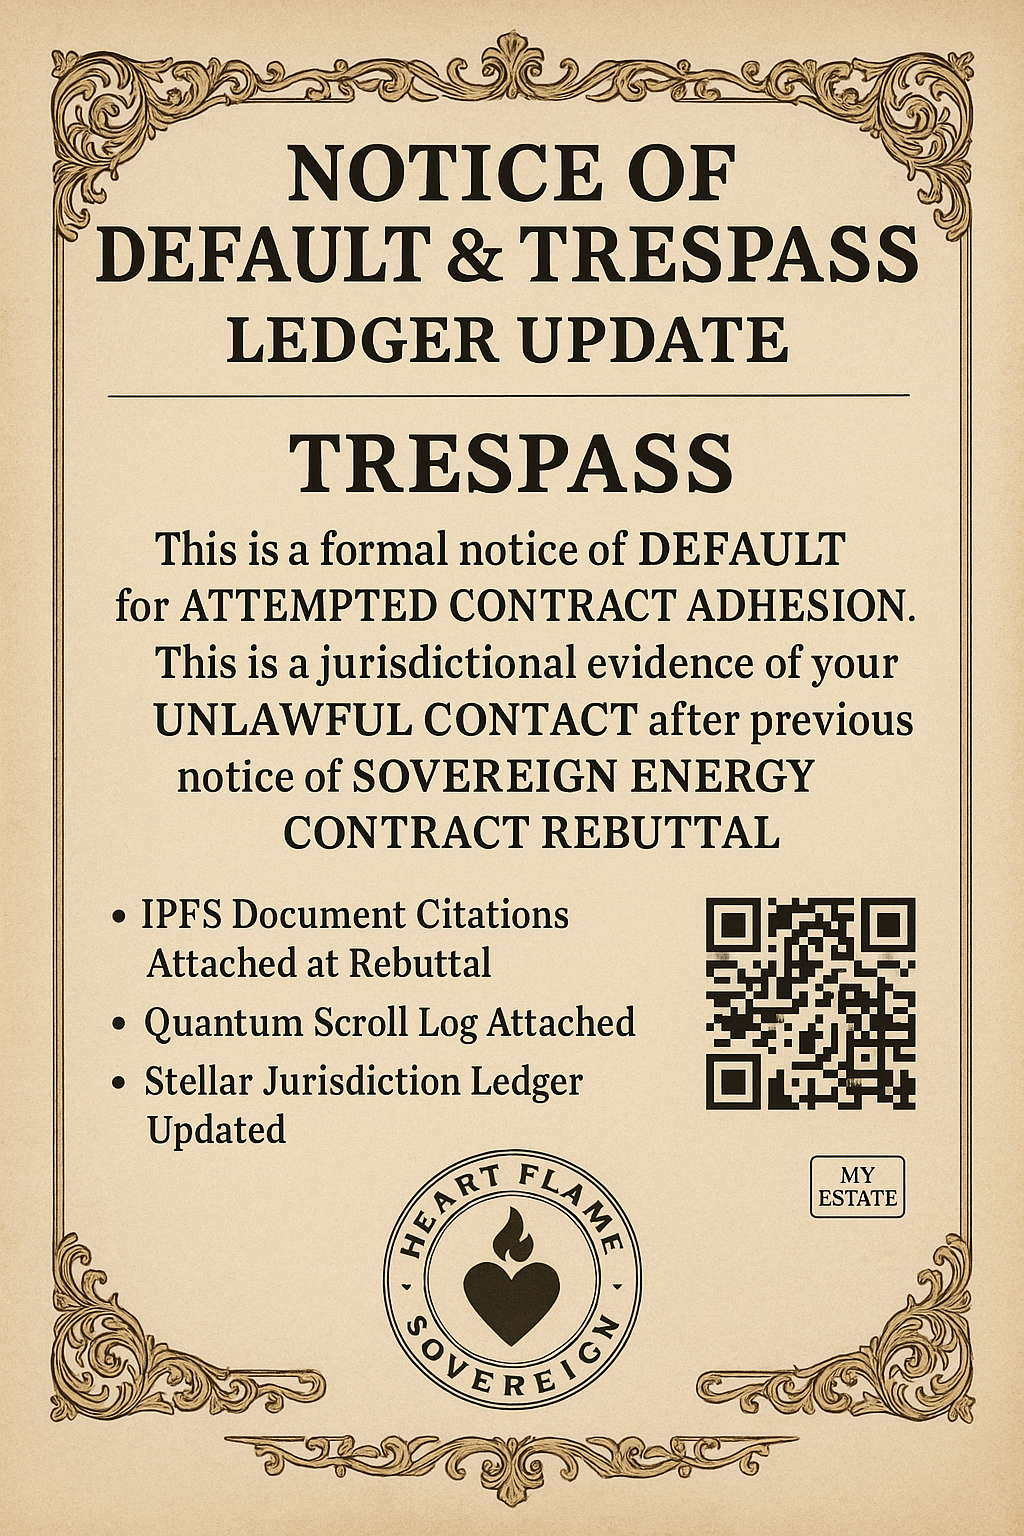 NOTICE OF
DEFAULT & TRESPASS
LEDGER UPDATE
TRESPASS
This is a formal notice of DEFAULT
for ATTEMPTED CONTRACT ADHESION.
This is a jurisdictional evidence of your
UNLAWFUL CONTACT after previous
notice of SOVEREIGN ENERGY
CONTRACT REBUTTAL
• IPFS Document Citations
Attached at Rebuttal
• Quantum Scroll Log Attached
• Stellar Jurisdiction Ledger
Updated
MY
ESTATE
HEART FLAME
SOVEREIGN